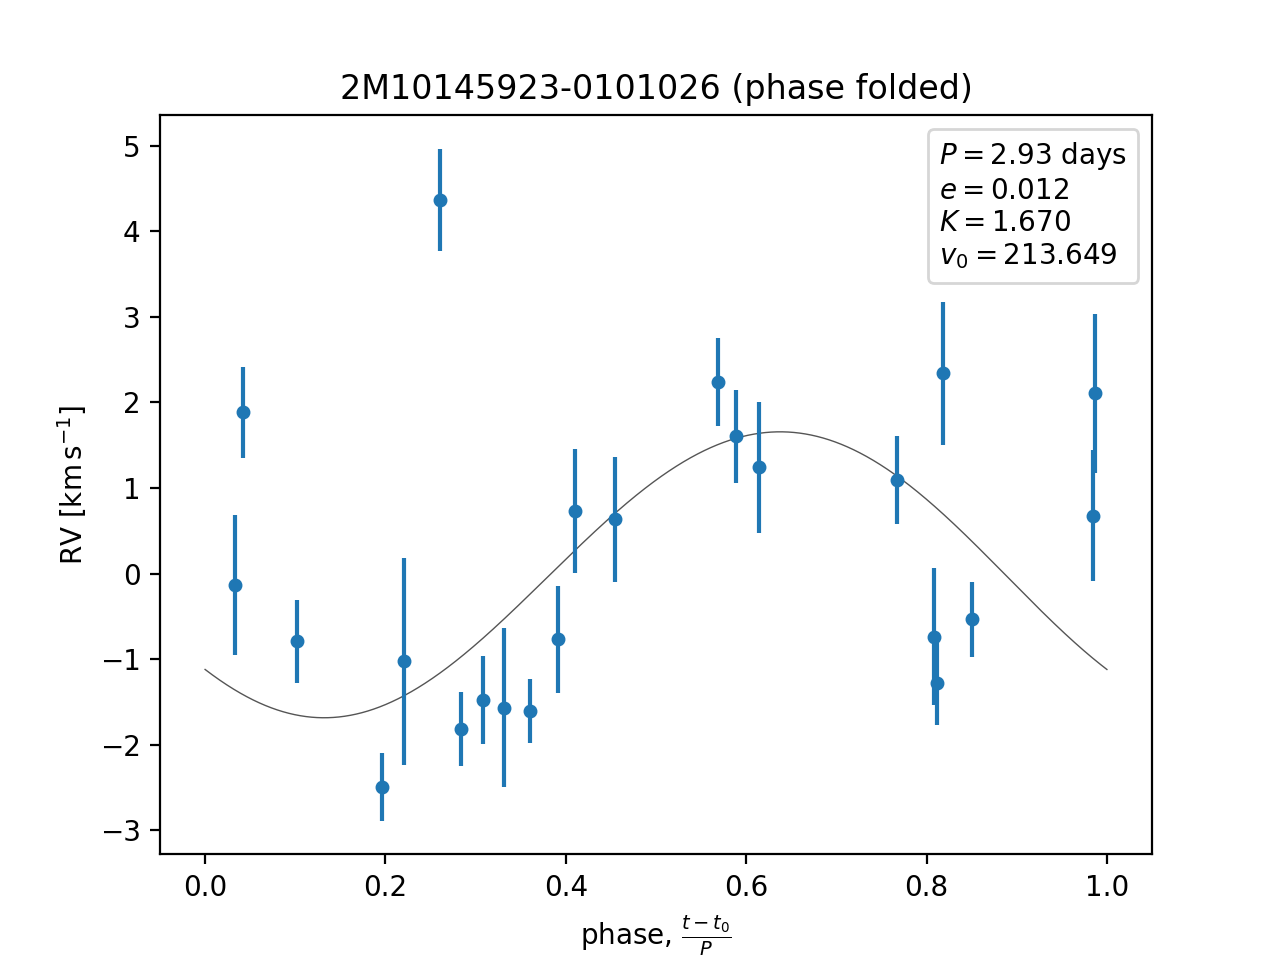 2M10145923-0101026 (phase folded)
P = 2.93 days
e = 0.012
K = 1.670
v₀ = 213.649
RV [km s⁻¹]
5
4
3
2
1
0
−1
−2
−3
0.0 0.2 0.4 0.6 0.8 1.0
phase, (t − t₀)/P